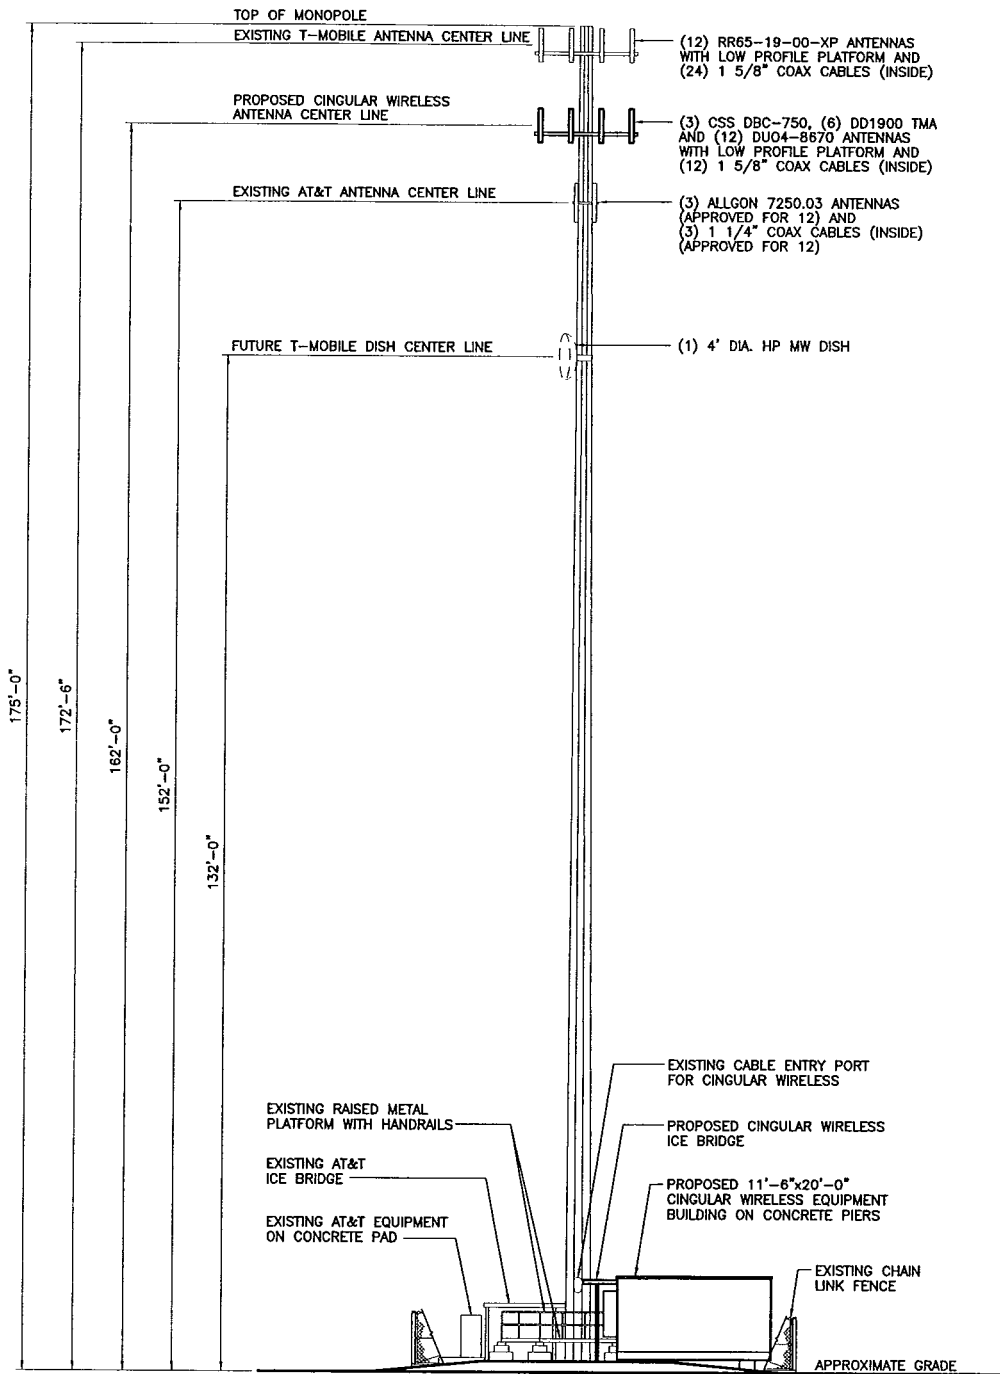 TOP OF MONOPOLE
EXISTING T-MOBILE ANTENNA CENTER LINE
(12) RR65-19-00-XP ANTENNAS
WITH LOW PROFILE PLATFORM AND
(24) 1 5/8" COAX CABLES (INSIDE)
PROPOSED CINGULAR WIRELESS
ANTENNA CENTER LINE
(3) CSS DBC-750, (6) DD1900 TMA
AND (12) DUO4-8670 ANTENNAS
WITH LOW PROFILE PLATFORM AND
(12) 1 5/8" COAX CABLES (INSIDE)
EXISTING AT&T ANTENNA CENTER LINE
(3) ALLGON 7250.03 ANTENNAS
(APPROVED FOR 12) AND
(3) 1 1/4" COAX CABLES (INSIDE)
(APPROVED FOR 12)
FUTURE T-MOBILE DISH CENTER LINE
(1) 4' DIA. HP MW DISH
175'-0"
172'-6"
162'-0"
152'-0"
132'-0"
EXISTING CABLE ENTRY PORT
FOR CINGULAR WIRELESS
EXISTING RAISED METAL
PLATFORM WITH HANDRAILS
PROPOSED CINGULAR WIRELESS
ICE BRIDGE
EXISTING AT&T
ICE BRIDGE
PROPOSED 11'-6"x20'-0"
CINGULAR WIRELESS EQUIPMENT
BUILDING ON CONCRETE PIERS
EXISTING AT&T EQUIPMENT
ON CONCRETE PAD
EXISTING CHAIN
LINK FENCE
APPROXIMATE GRADE